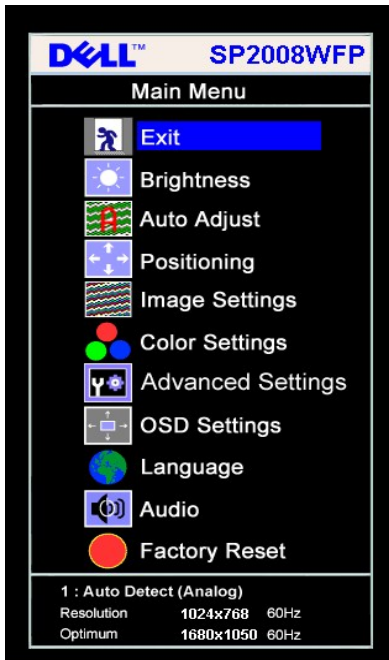 DELL™ SP2008WFP
Main Menu
Exit
Brightness
Auto Adjust
Positioning
Image Settings
Color Settings
Advanced Settings
OSD Settings
Language
Audio
Factory Reset
1 : Auto Detect (Analog)
Resolution 1024x768 60Hz
Optimum 1680x1050 60Hz